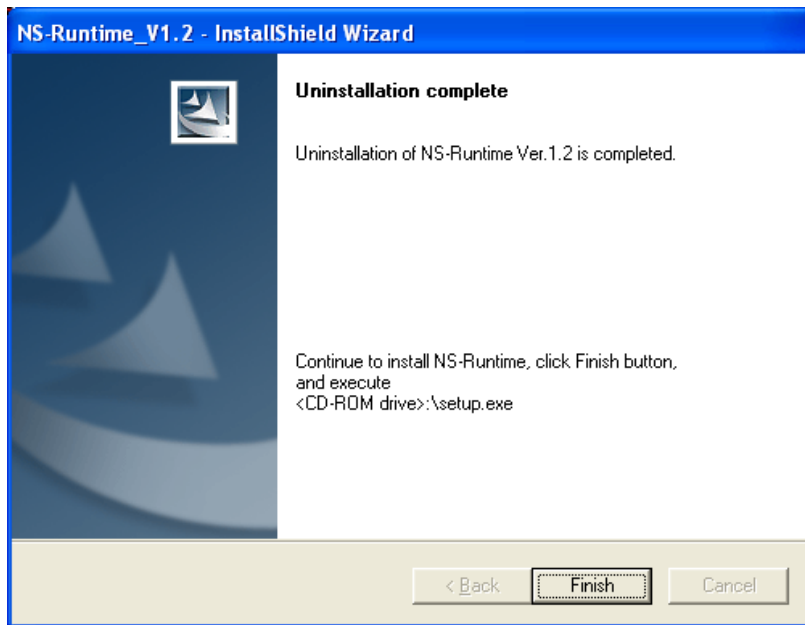 NS-Runtime_V1.2 - InstallShield Wizard
Uninstallation complete
Uninstallation of NS-Runtime Ver.1.2 is completed.
Continue to install NS-Runtime, click Finish button,
and execute
<CD-ROM drive>:\setup.exe
< Back Finish Cancel